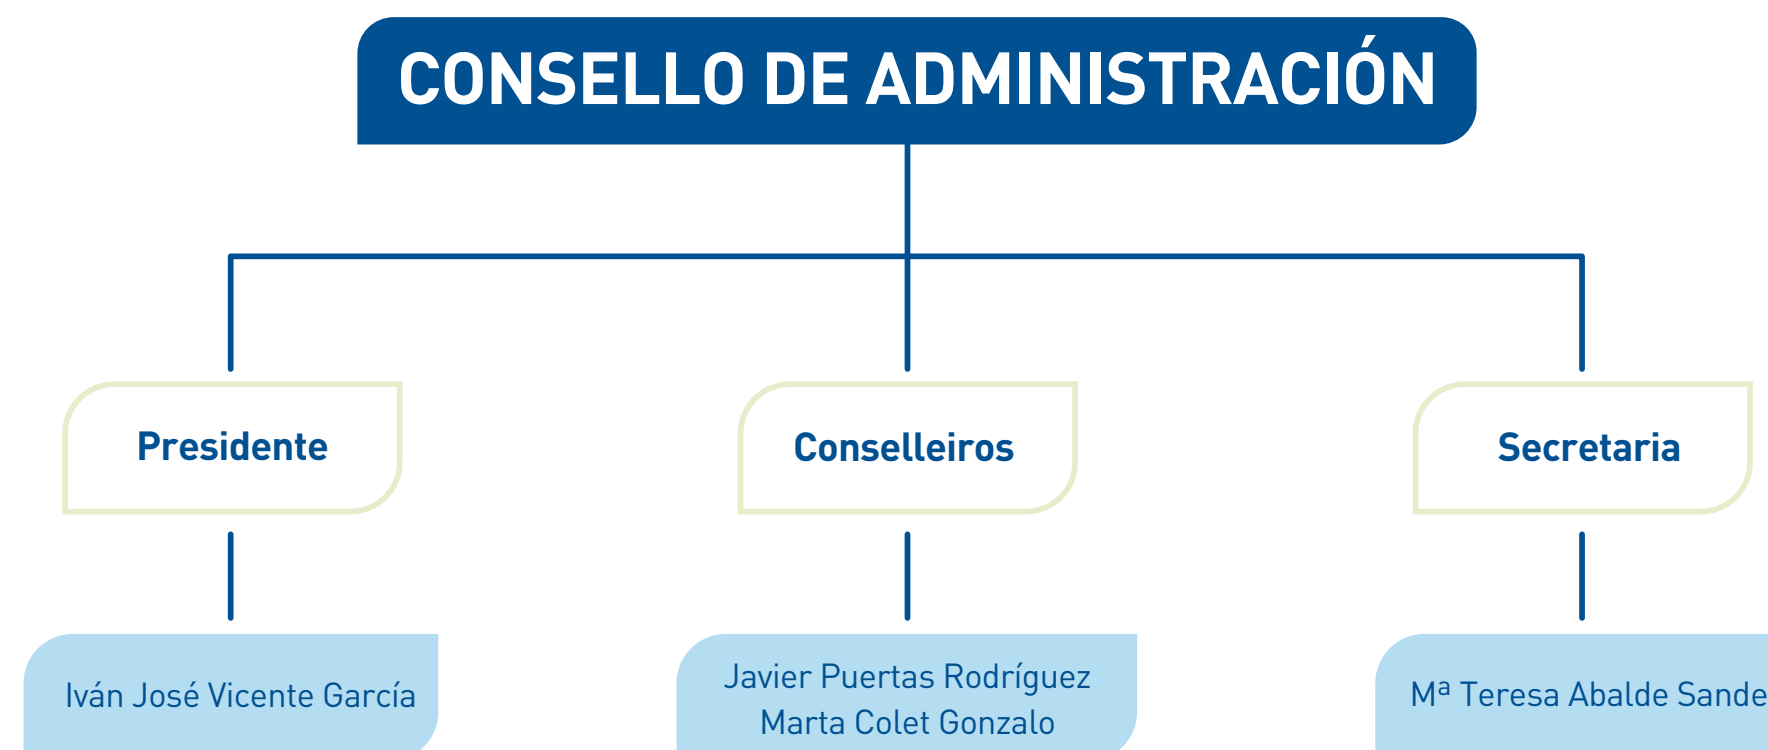 CONSELLO DE ADMINISTRACIÓN
Presidente
Conselleiros
Secretaria
Iván José Vicente García
Javier Puertas Rodríguez
Marta Colet Gonzalo
Mª Teresa Abalde Sande